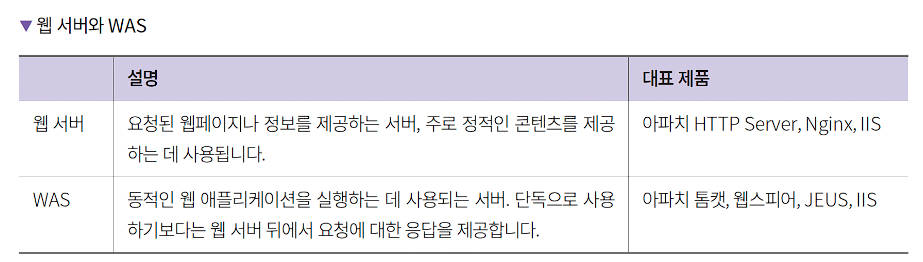 ▼ 웹 서버와 WAS
설명 대표 제품
웹 서버 요청된 웹페이지나 정보를 제공하는 서버, 주로 정적인 콘텐츠를 제공 아파치 HTTP Server, Nginx, IIS
하는 데 사용됩니다.
WAS 동적인 웹 애플리케이션을 실행하는 데 사용되는 서버. 단독으로 사용 아파치 톰캣, 웹스피어, JEUS, IIS
하기보다는 웹 서버 뒤에서 요청에 대한 응답을 제공합니다.